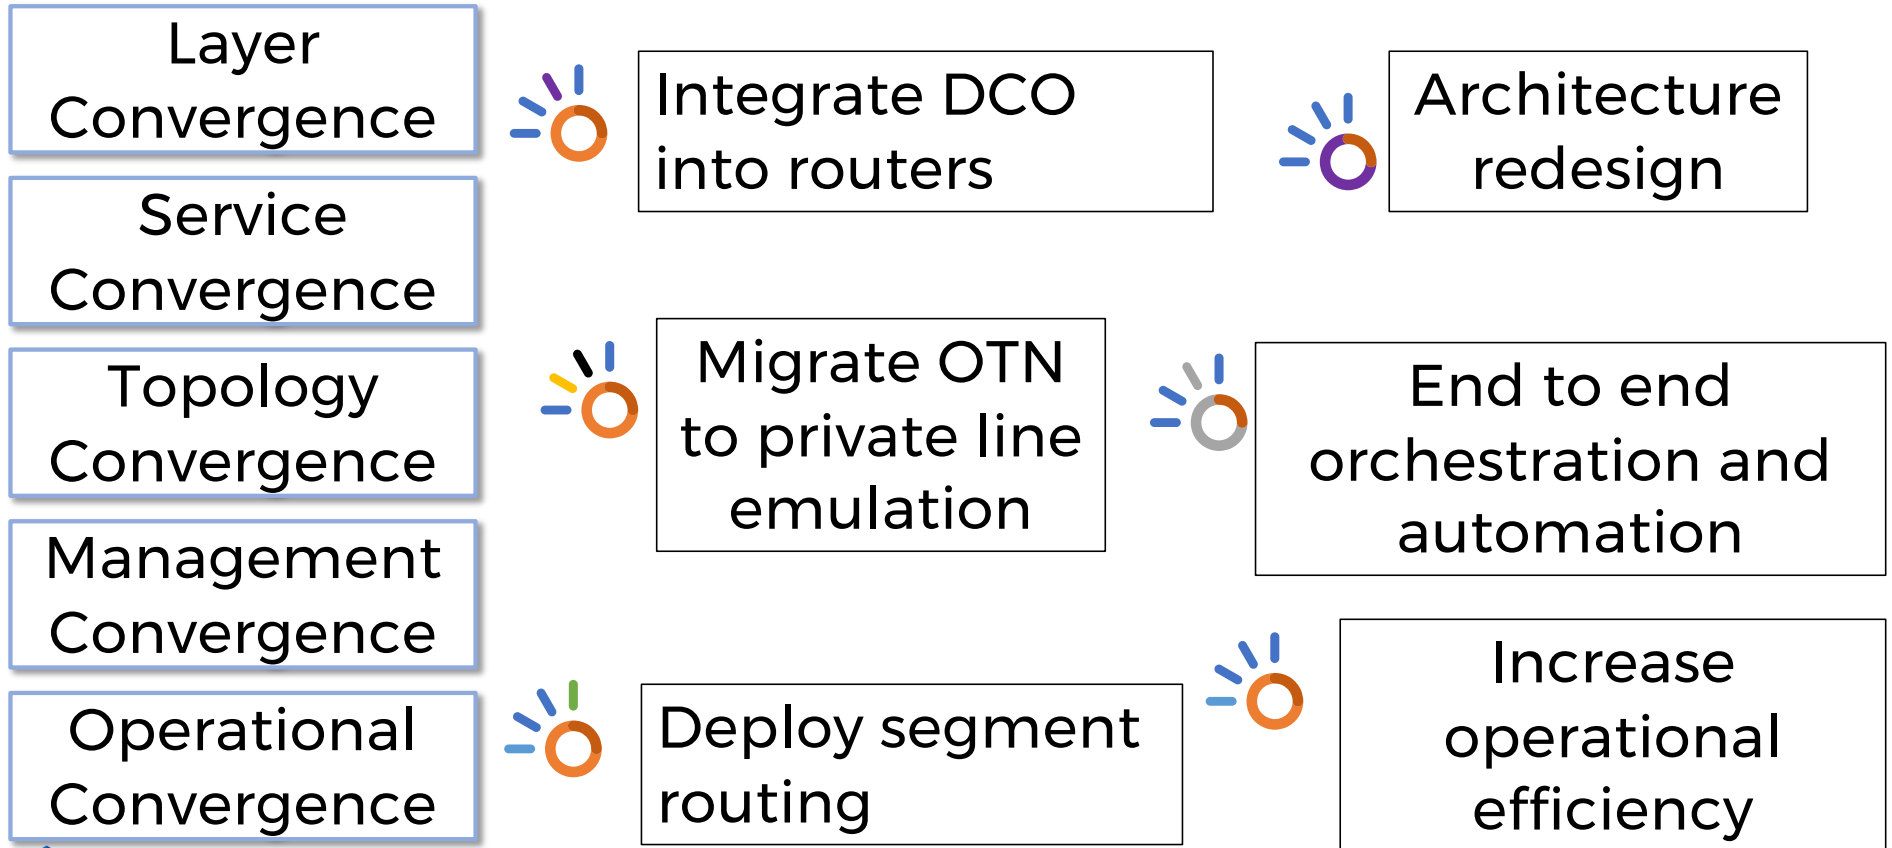 Layer
Convergence
Service
Convergence
Topology
Convergence
Management
Convergence
Operational
Convergence
Integrate DCO
into routers
Architecture
redesign
Migrate OTN
to private line
emulation
End to end
orchestration and
automation
Deploy segment
routing
Increase
operational
efficiency